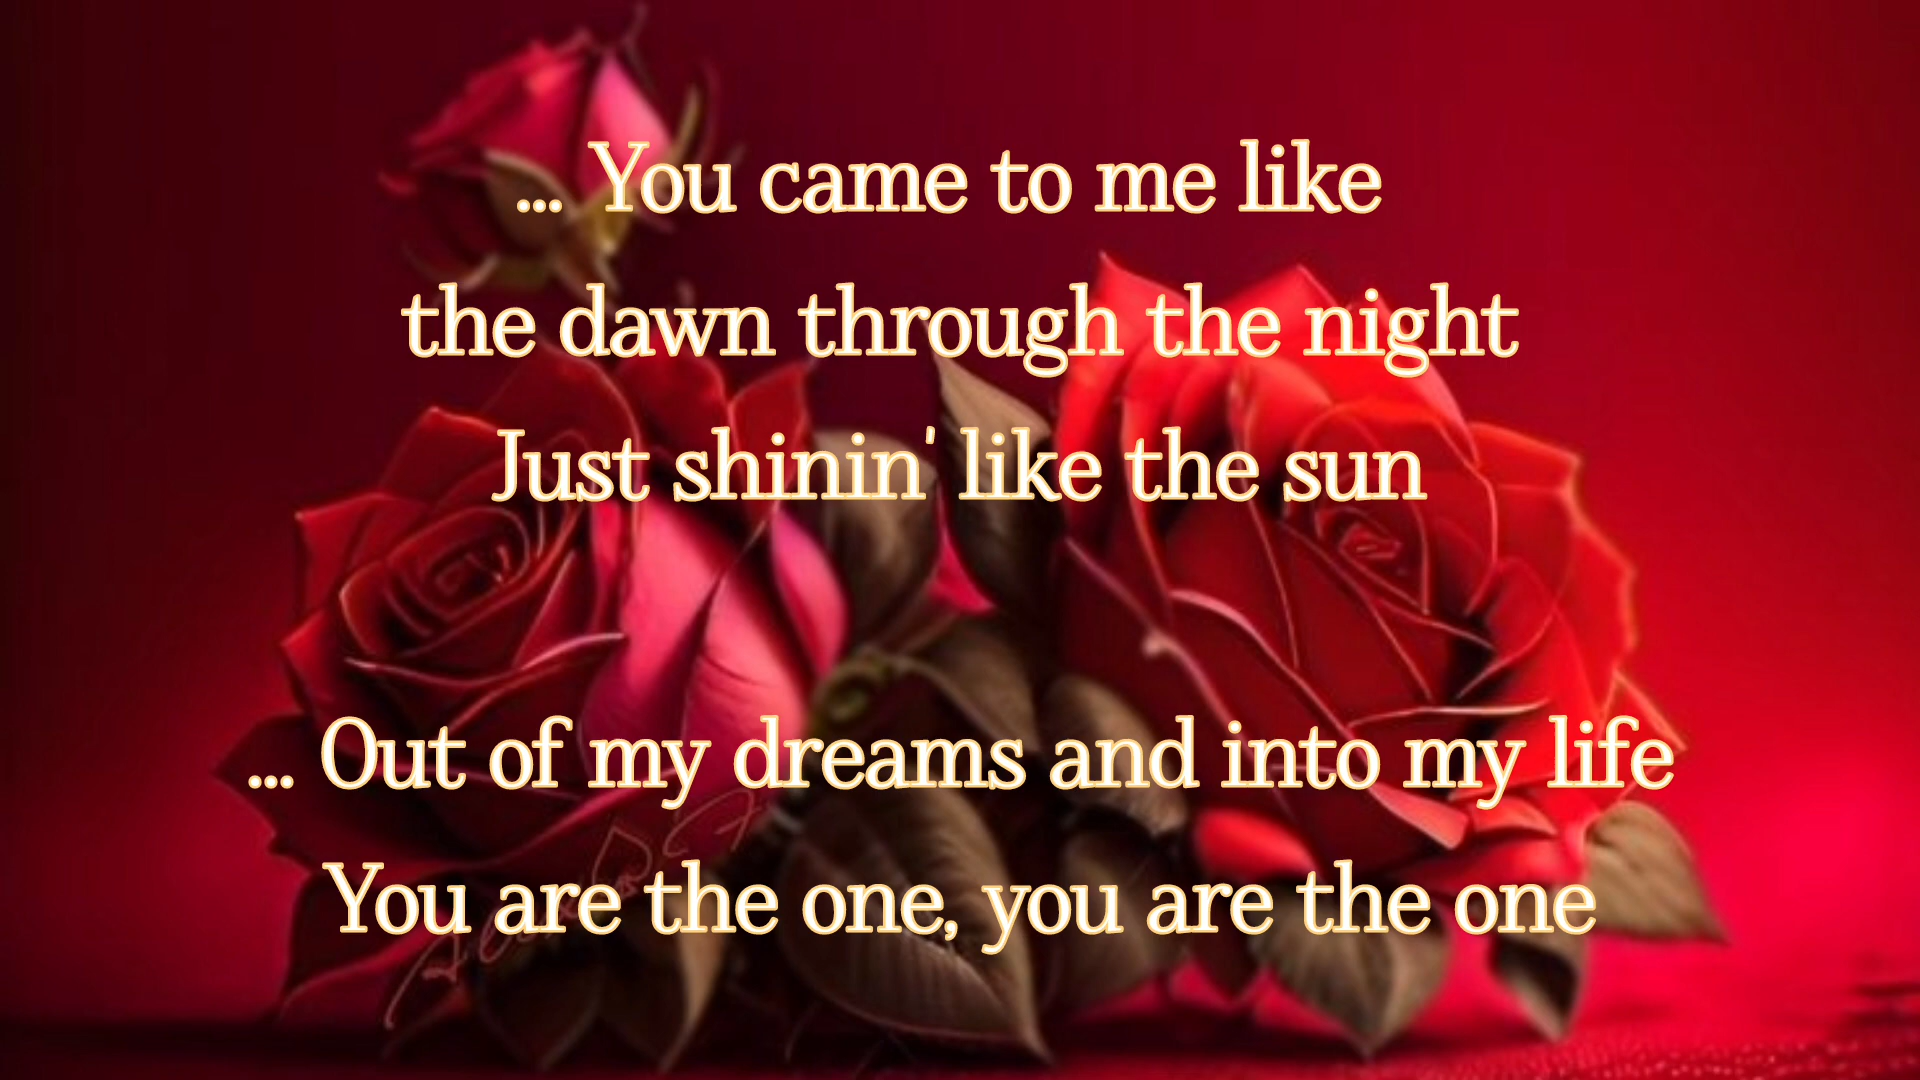 ... You came to me like
the dawn through the night
Just shinin' like the sun
... Out of my dreams and into my life
You are the one, you are the one